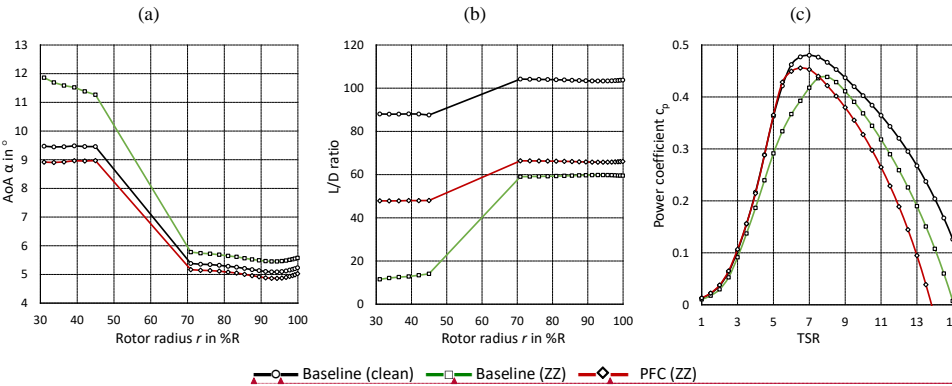 (a)
(b)
(c)
13
12
11
10
9
8
7
6
5
4
AoA α in °
30 40 50 60 70 80 90 100
Rotor radius r in %R
120
100
80
60
40
20
0
L/D ratio
30 40 50 60 70 80 90 100
Rotor radius r in %R
0.5
0.4
0.3
0.2
0.1
0
Power coefficient cp
1 3 5 7 9 11 13
TSR
Baseline (clean) Baseline (ZZ) PFC (ZZ)